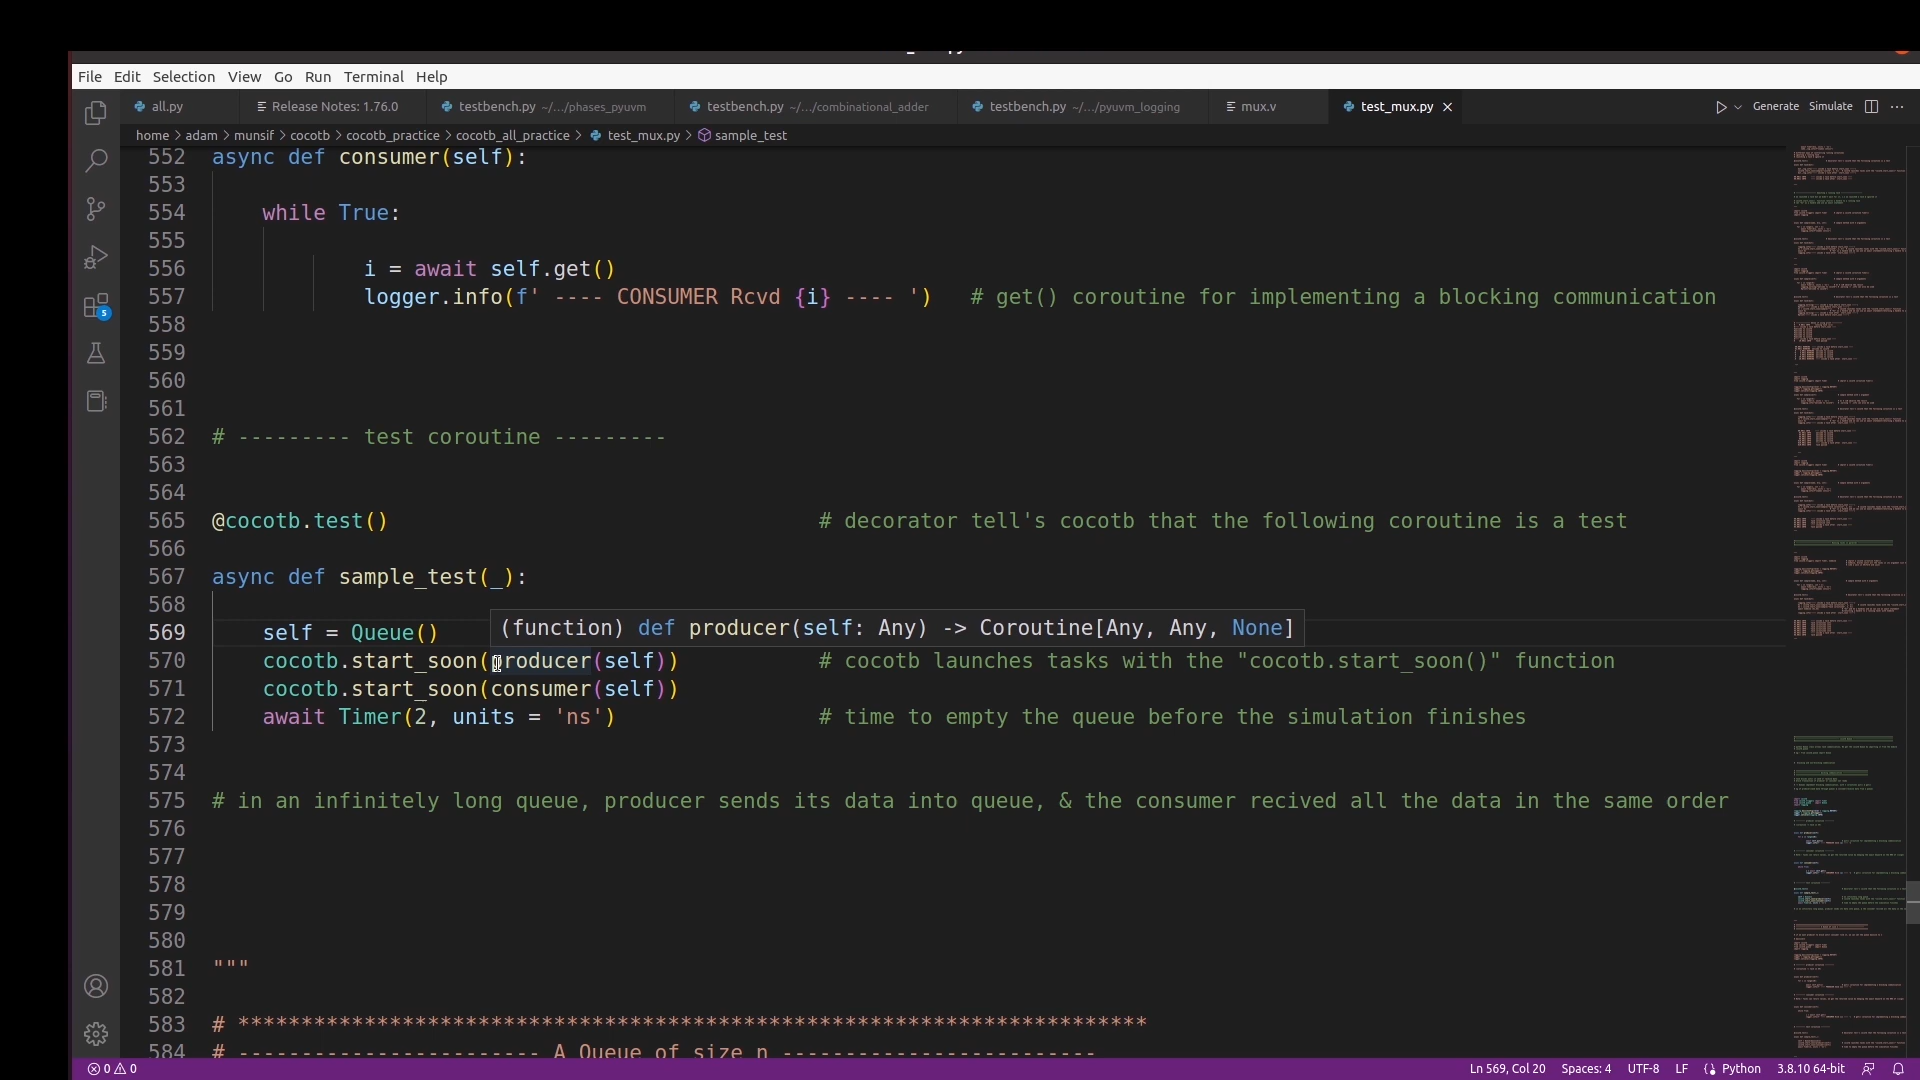 File Edit Selection View Go Run Terminal Help
all.py Release Notes: 1.76.0 testbench.py ~/.../phases_pyuvm testbench.py ~/.../combinational_adder testbench.py ~/.../pyuvm_logging mux.v test_mux.py Generate Simulate
home > adam > munsif > cocotb > cocotb_practice > cocotb_all_practice > test_mux.py > sample_test
552 async def consumer(self):
553
554 while True:
555
556 i = await self.get()
557 logger.info(f' ---- CONSUMER Rcvd {i} ---- ') # get() coroutine for implementing a blocking communication
558
559
560
561
562 # --------- test coroutine ---------
563
564
565 @cocotb.test() # decorator tell's cocotb that the following coroutine is a test
566
567 async def sample_test(_):
568
(function) def producer(self: Any) -> Coroutine[Any, Any, None]
569 self = Queue()
570 cocotb.start_soon(producer(self)) # cocotb launches tasks with the "cocotb.start_soon()" function
571 cocotb.start_soon(consumer(self))
572 await Timer(2, units = 'ns') # time to empty the queue before the simulation finishes
573
574
575 # in an infinitely long queue, producer sends its data into queue, & the consumer recived all the data in the same order
576
577
578
579
580
581 """
582
583 # ************************************************************************
584 # ------------------------ A Queue of size n -------------------------
5
0 0 Ln 569, Col 20 Spaces: 4 UTF-8 LF Python 3.8.10 64-bit